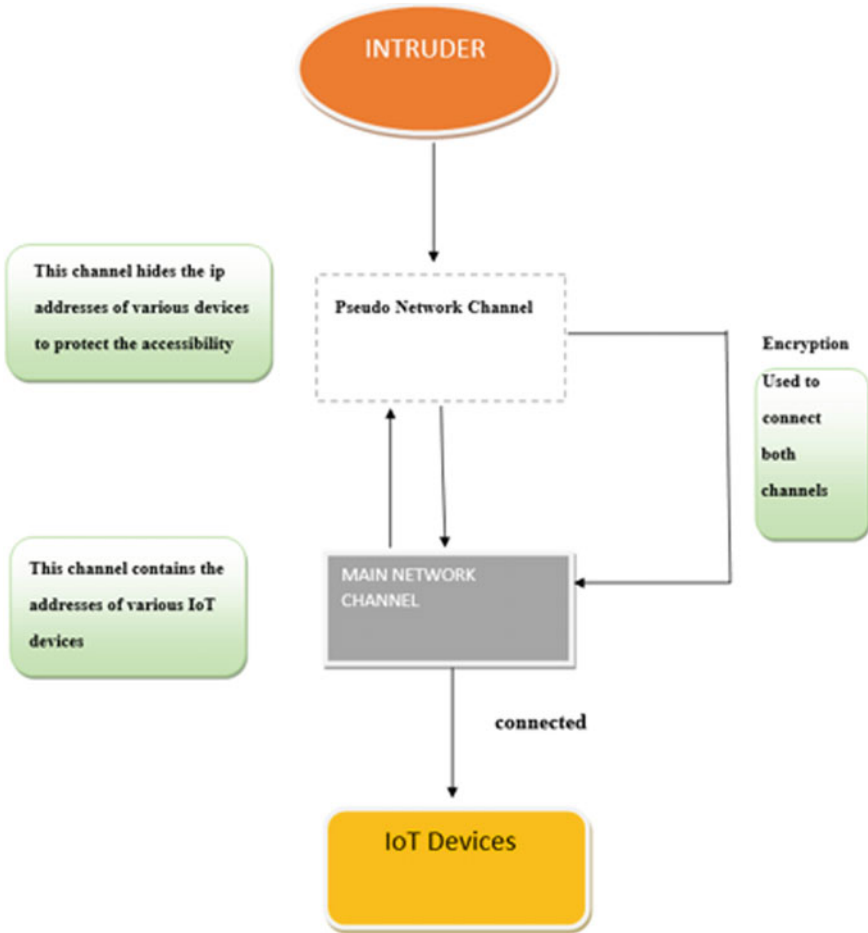 INTRUDER
This channel hides the ip
addresses of various devices
to protect the accessibility
Pseudo Network Channel
Encryption
Used to
connect
both
channels
This channel contains the
addresses of various IoT
devices
MAIN NETWORK
CHANNEL
connected
IoT Devices